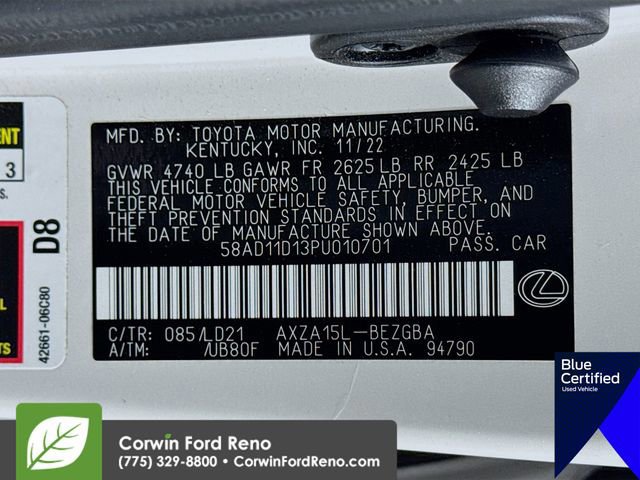 MFD. BY: TOYOTA MOTOR MANUFACTURING.
KENTUCKY, INC. 11/22
GVWR 4740 LB GAWR FR 2625 LB RR 2425 LB
THIS VEHICLE CONFORMS TO ALL APPLICABLE
FEDERAL MOTOR VEHICLE SAFETY, BUMPER, AND
THEFT PREVENTION STANDARDS IN EFFECT ON
THE DATE OF MANUFACTURE SHOWN ABOVE.
58AD11D13PU010701 PASS. CAR
C/TR: 085/LD21 AXZA15L-BEZGBA
A/TM: /UB80F MADE IN U.S.A. 94790
3
S.
D8
42661-06C80
Blue
Certified
Used Vehicle
Corwin Ford Reno
(775) 329-8800 • CorwinFordReno.com